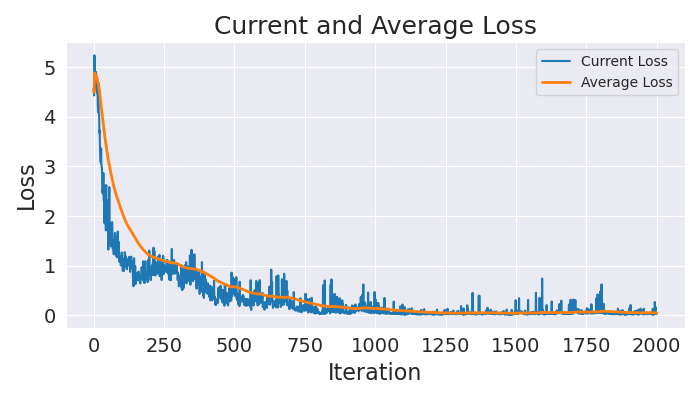 Current and Average Loss
Current Loss
Average Loss
5
4
3
2
1
0
Loss
0 250 500 750 1000 1250 1500 1750 2000
Iteration